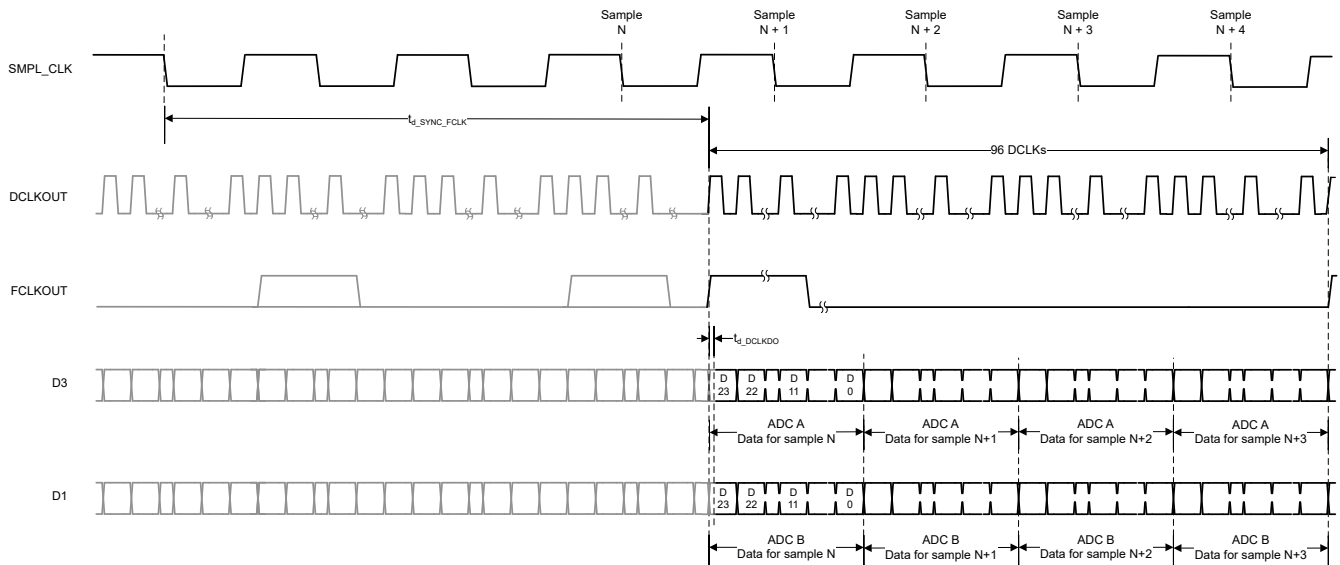 Sample
N
Sample
N + 1
Sample
N + 2
Sample
N + 3
Sample
N + 4
SMPL_CLK
td_SYNC_FCLK
96 DCLKs
DCLKOUT
FCLKOUT
td_DCLKDO
D3
D
23
D
22
D
11
D
0
ADC A
Data for sample N
ADC A
Data for sample N+1
ADC A
Data for sample N+2
ADC A
Data for sample N+3
D1
D
23
D
22
D
11
D
0
ADC B
Data for sample N
ADC B
Data for sample N+1
ADC B
Data for sample N+2
ADC B
Data for sample N+3